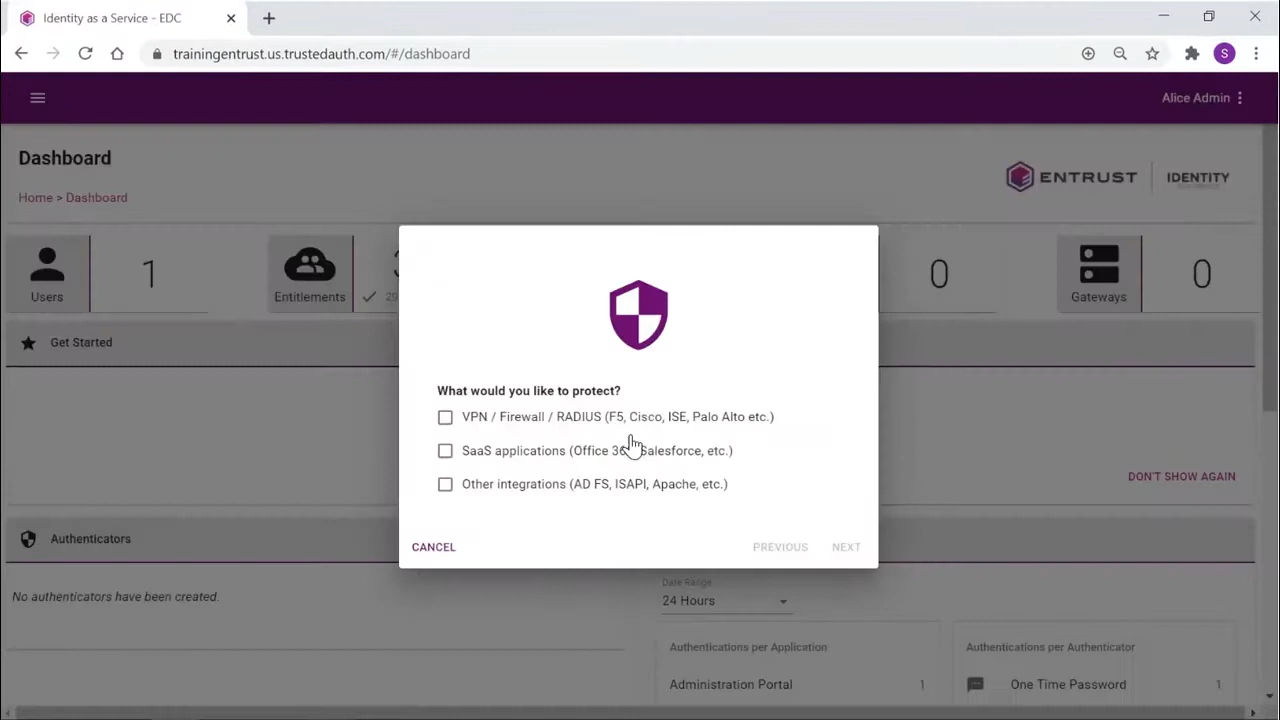 Identity as a Service - EDC
trainingentrust.us.trustedauth.com/#/dashboard
S
Alice Admin
Dashboard
Home > Dashboard
ENTRUST IDENTITY
Users
1
Entitlements
29
0
Gateways
0
Get Started
What would you like to protect?
VPN / Firewall / RADIUS (F5, Cisco, ISE, Palo Alto etc.)
SaaS applications (Office Salesforce, etc.)
Other integrations (AD FS, ISAPI, Apache, etc.)
CANCEL
PREVIOUS
NEXT
DON'T SHOW AGAIN
Authenticators
No authenticators have been created.
Date Range
24 Hours
Authentications per Application
Authentications per Authenticator
Administration Portal 1
One Time Password 1